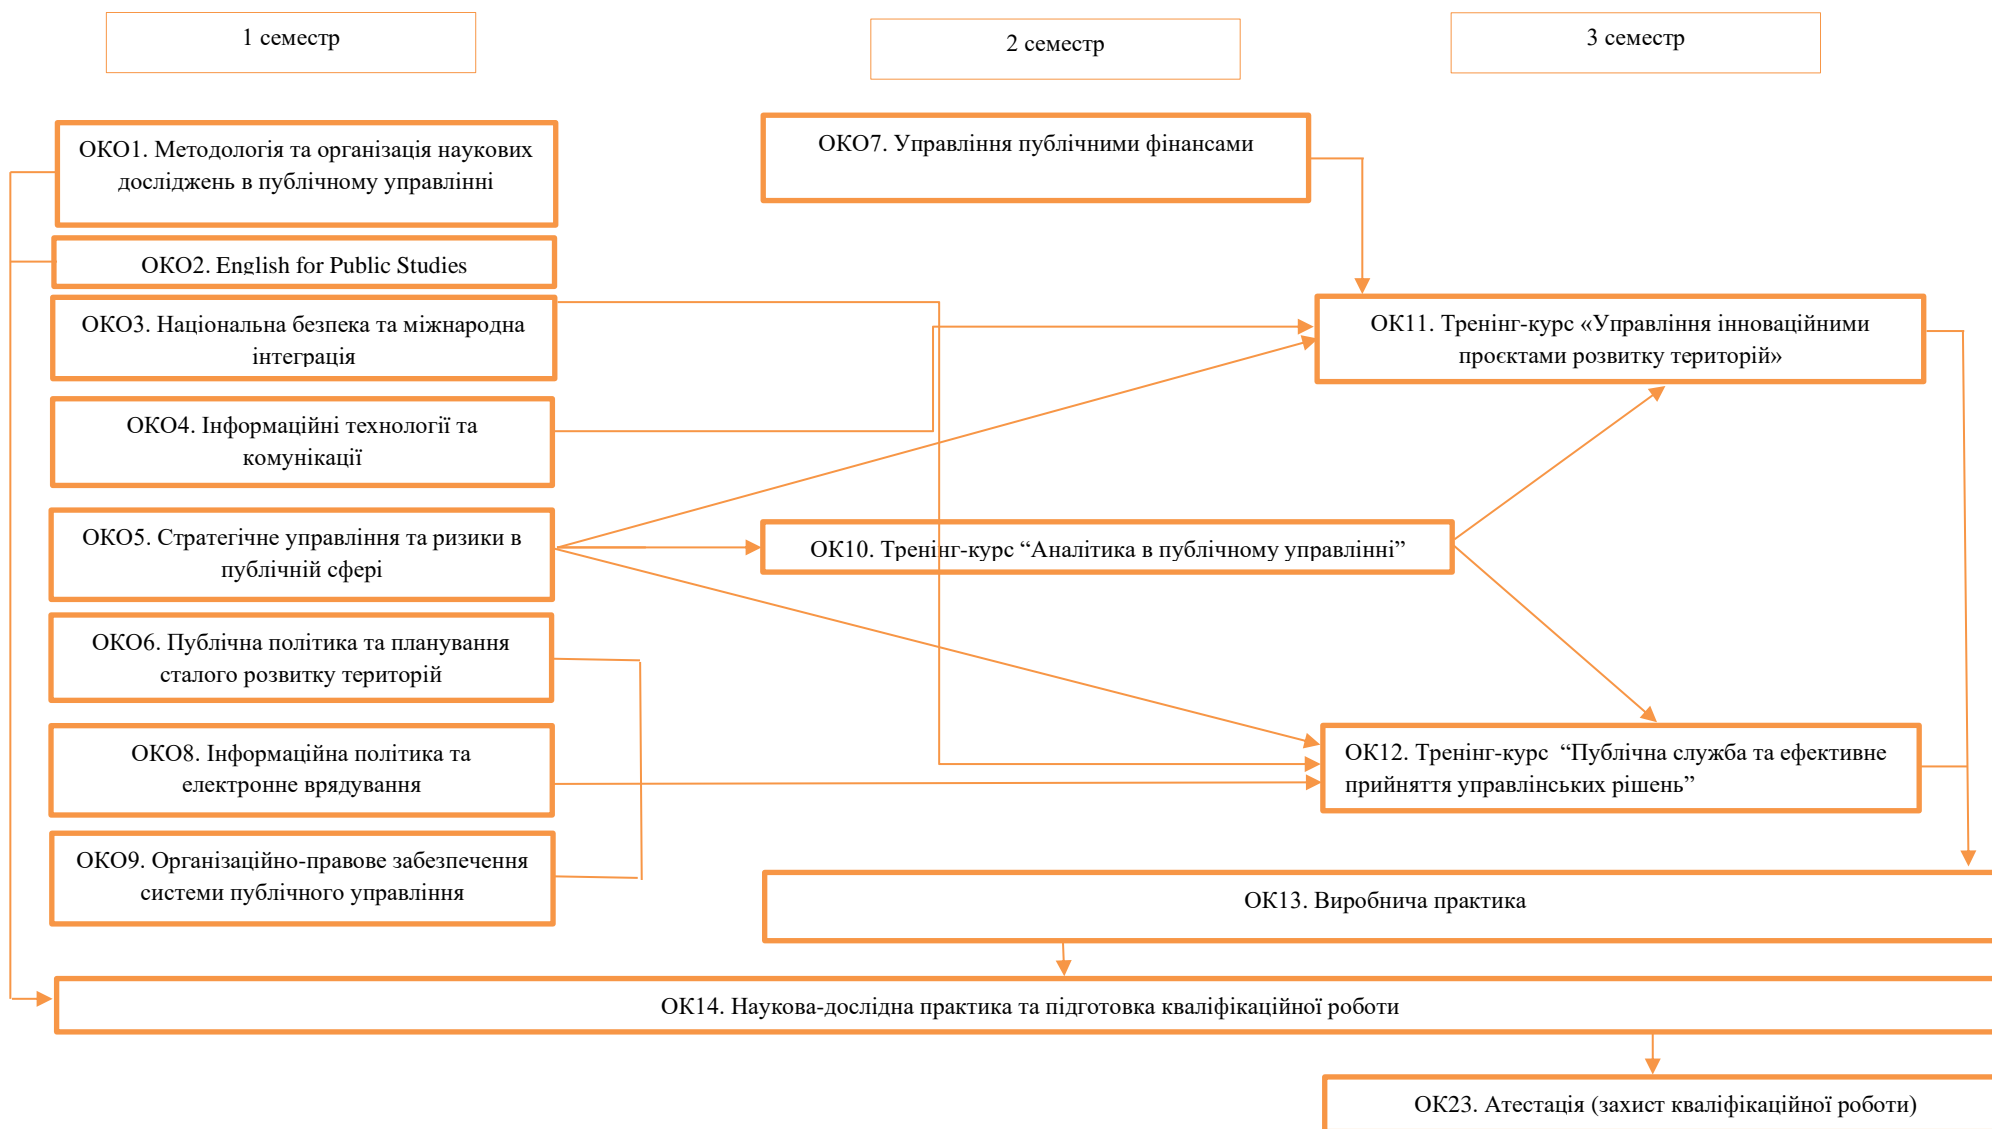 1 семестр
2 семестр
3 семестр
ОКО1. Методологія та організація наукових
досліджень в публічному управлінні
ОКО7. Управління публічними фінансами
ОКО2. English for Public Studies
ОКО3. Національна безпека та міжнародна
інтеграція
ОК11. Тренінг-курс «Управління інноваційними
проєктами розвитку територій»
ОКО4. Інформаційні технології та
комунікації
ОКО5. Стратегічне управління та ризики в
публічній сфері
ОК10. Тренінг-курс “Аналітика в публічному управлінні”
ОКО6. Публічна політика та планування
сталого розвитку територій
ОКО8. Інформаційна політика та
електронне врядування
ОК12. Тренінг-курс “Публічна служба та ефективне
прийняття управлінських рішень”
ОКО9. Організаційно-правове забезпечення
системи публічного управління
ОК13. Виробнича практика
ОК14. Наукова-дослідна практика та підготовка кваліфікаційної роботи
ОК23. Атестація (захист кваліфікаційної роботи)